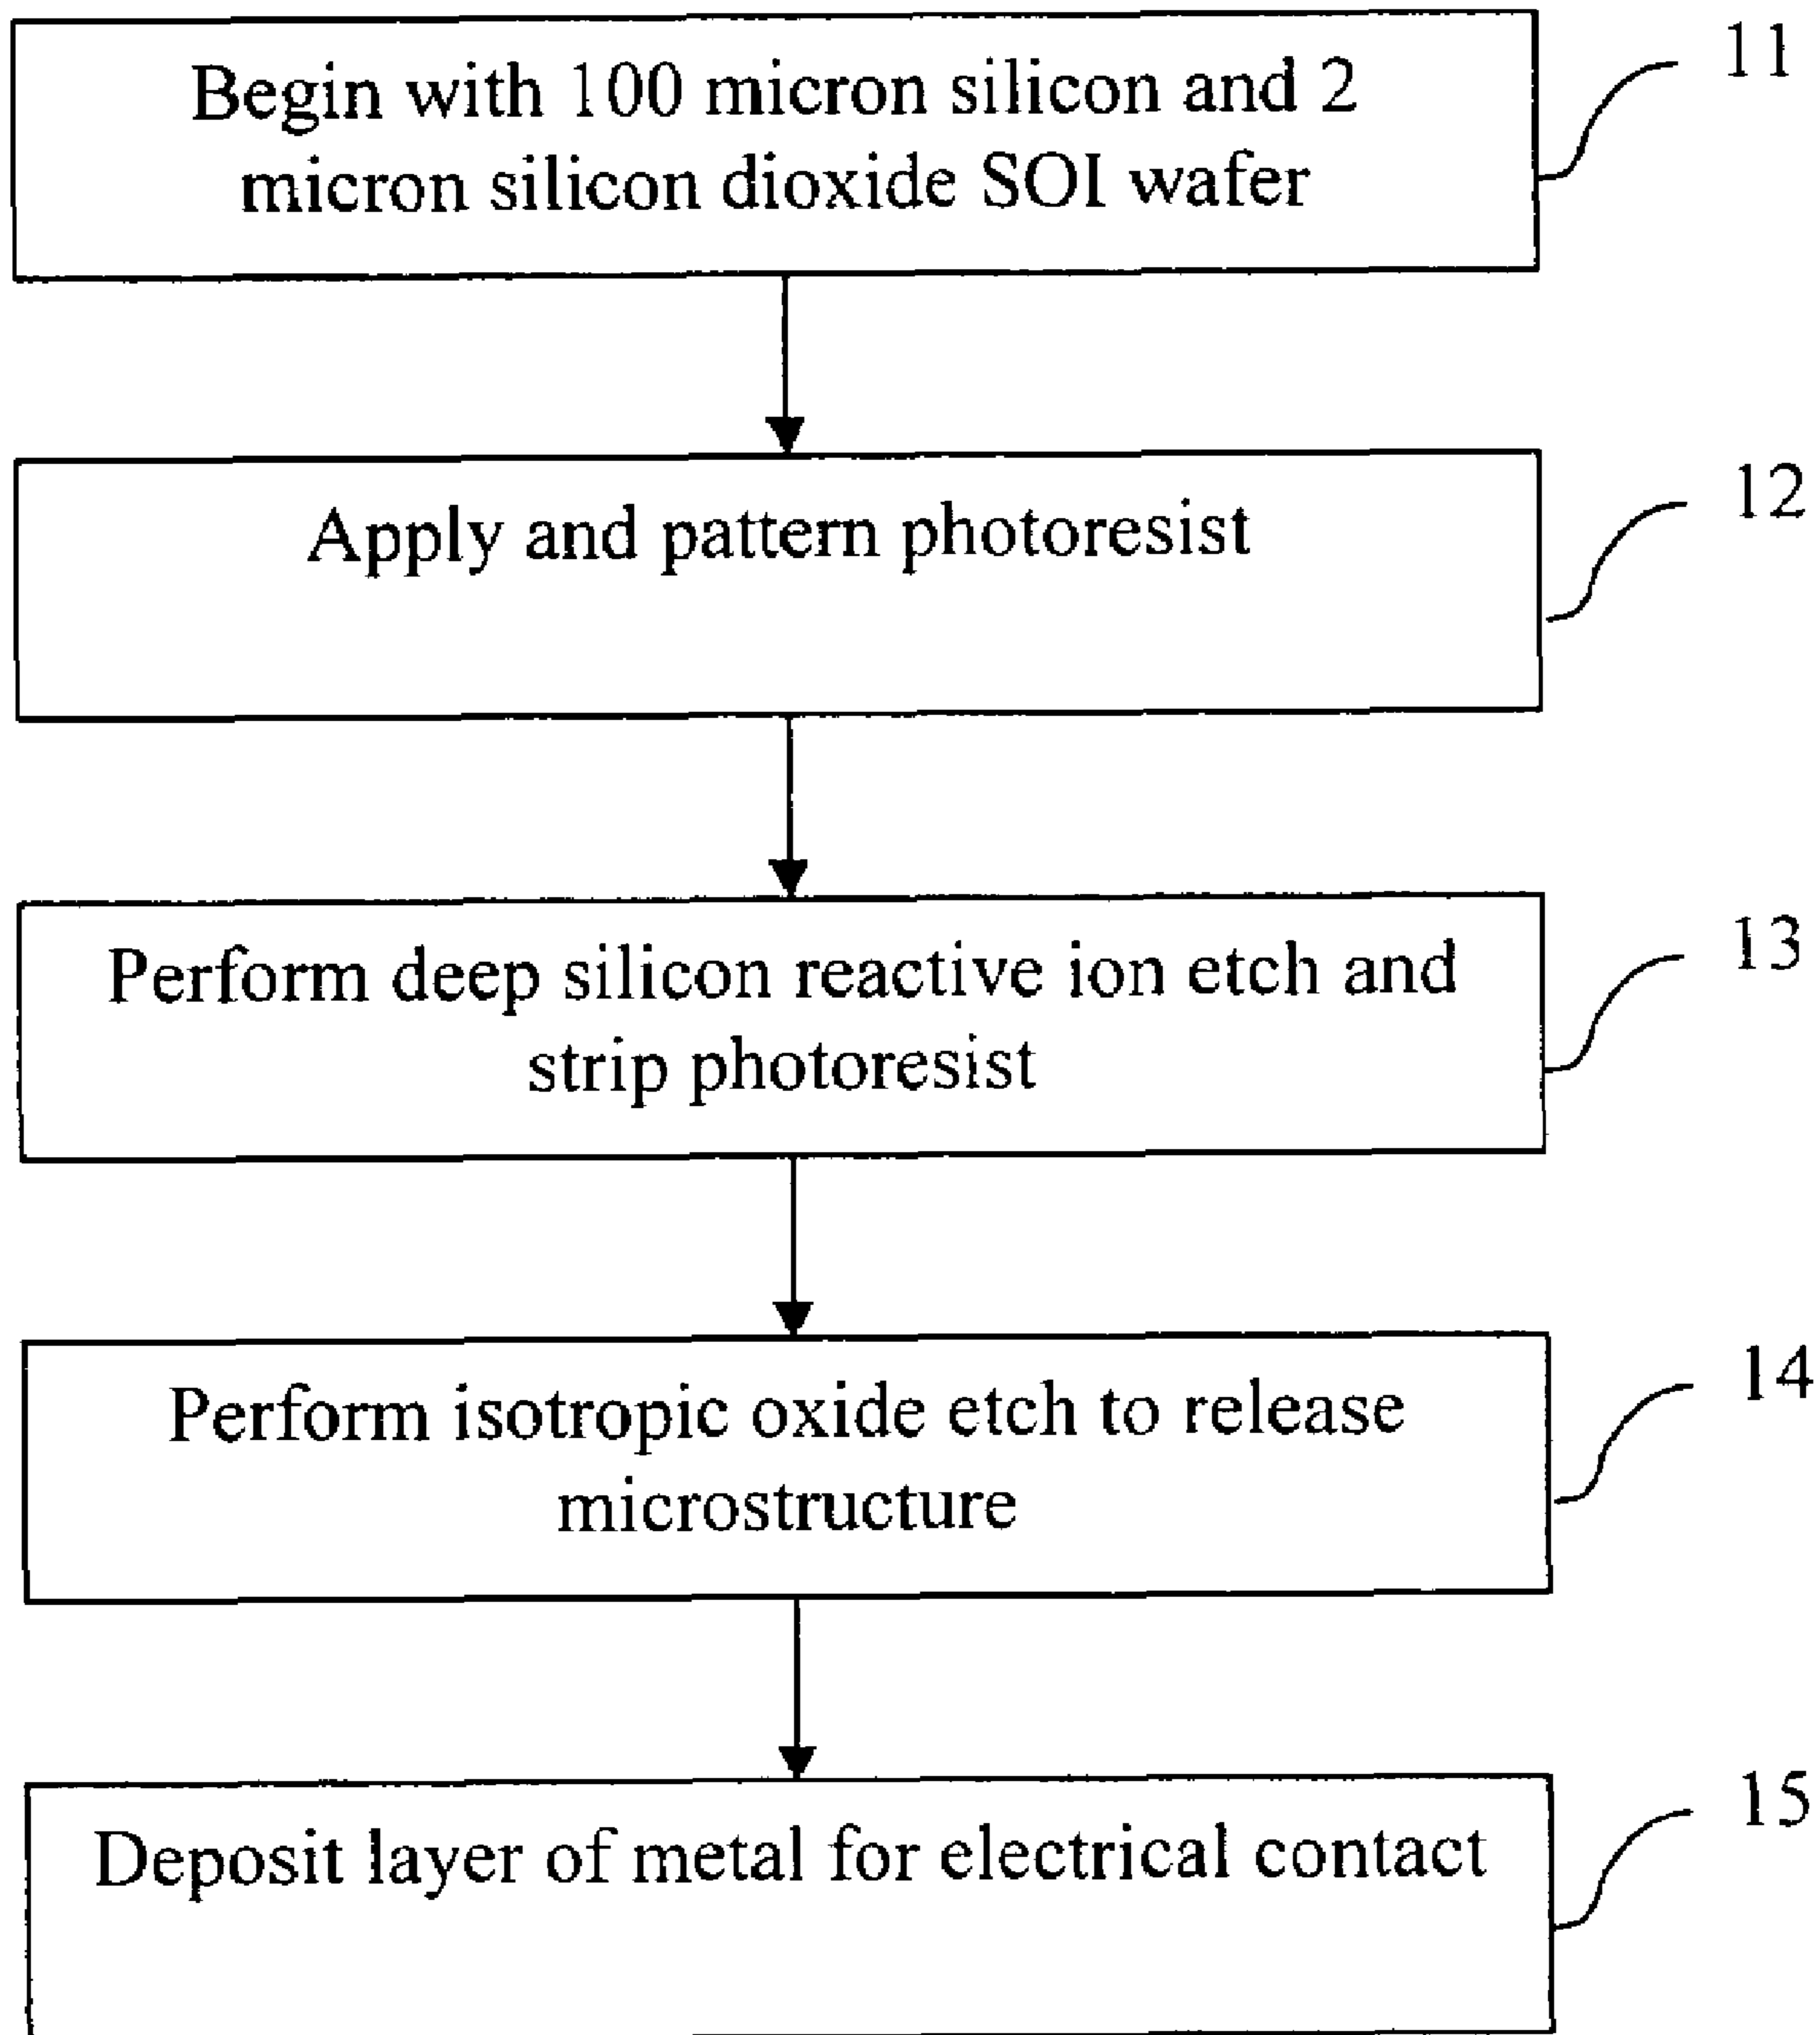 Begin with 100 micron silicon and 2
micron silicon dioxide SOI wafer
11
Apply and pattern photoresist
12
Perform deep silicon reactive ion etch and
strip photoresist
13
Perform isotropic oxide etch to release
microstructure
14
Deposit layer of metal for electrical contact
15